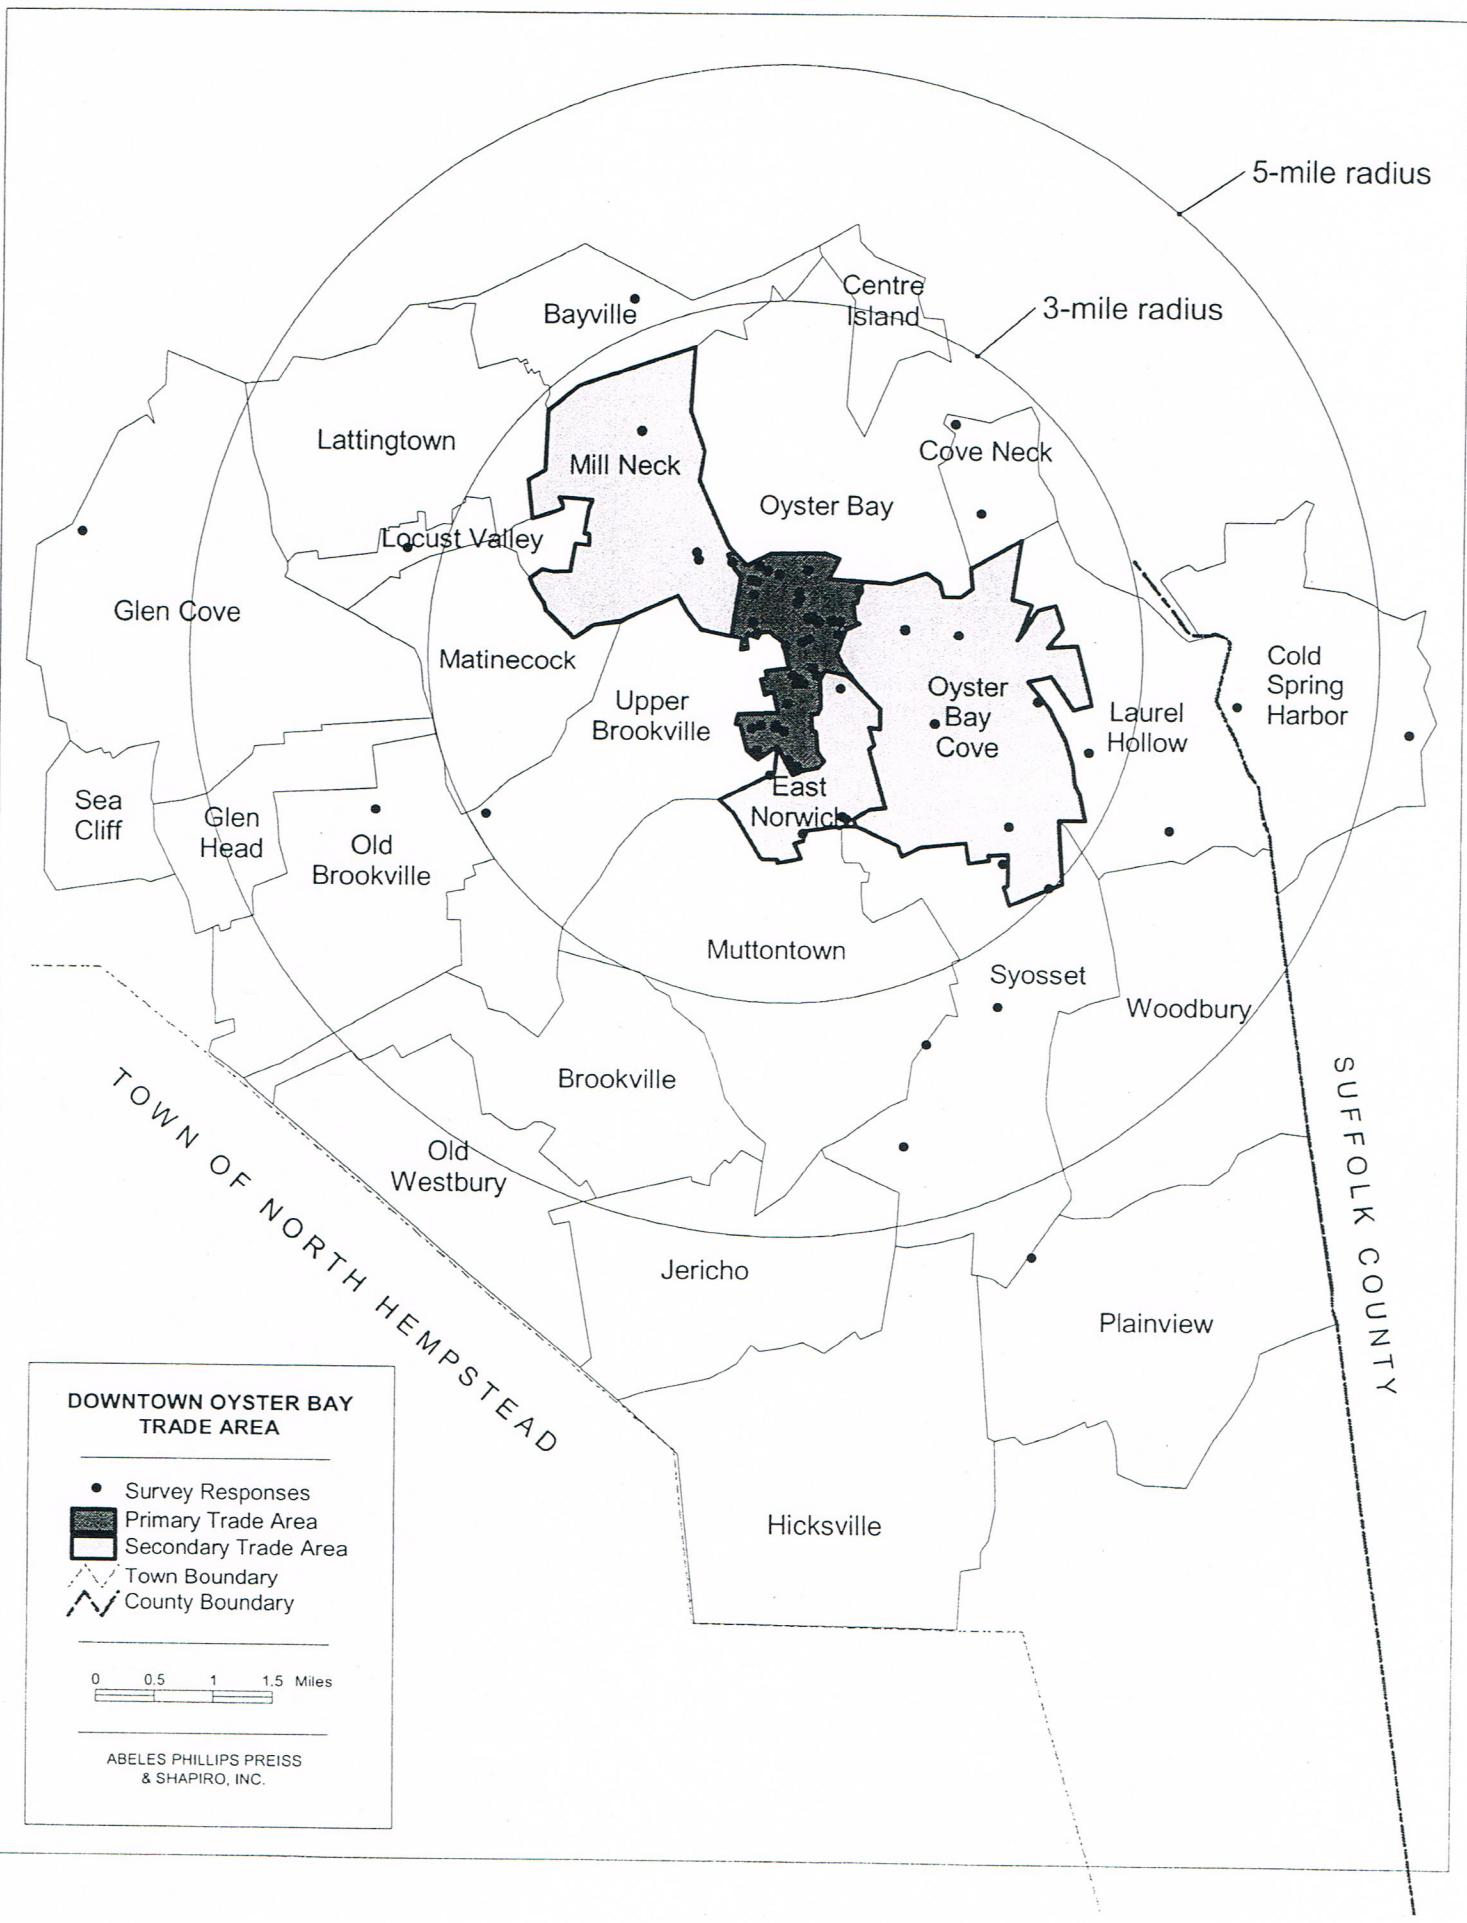 5-mile radius
Centre
Island
3-mile radius
Bayville
Lattingtown
Mill Neck
Cove Neck
Oyster Bay
Locust Valley
Glen Cove
Matinecock
Upper
Brookville
Oyster
Bay
Cove
Laurel
Hollow
Cold
Spring
Harbor
Sea
Cliff
Glen
Head
Old
Brookville
East
Norwich
Muttontown
Syosset
Woodbury
Brookville
Old
Westbury
TOWN OF NORTH HEMPSTEAD
SUFFOLK COUNTY
Jericho
Plainview
Hicksville
DOWNTOWN OYSTER BAY
TRADE AREA
Survey Responses
Primary Trade Area
Secondary Trade Area
Town Boundary
County Boundary
0 0.5 1 1.5 Miles
ABELES PHILLIPS PREISS
& SHAPIRO, INC.